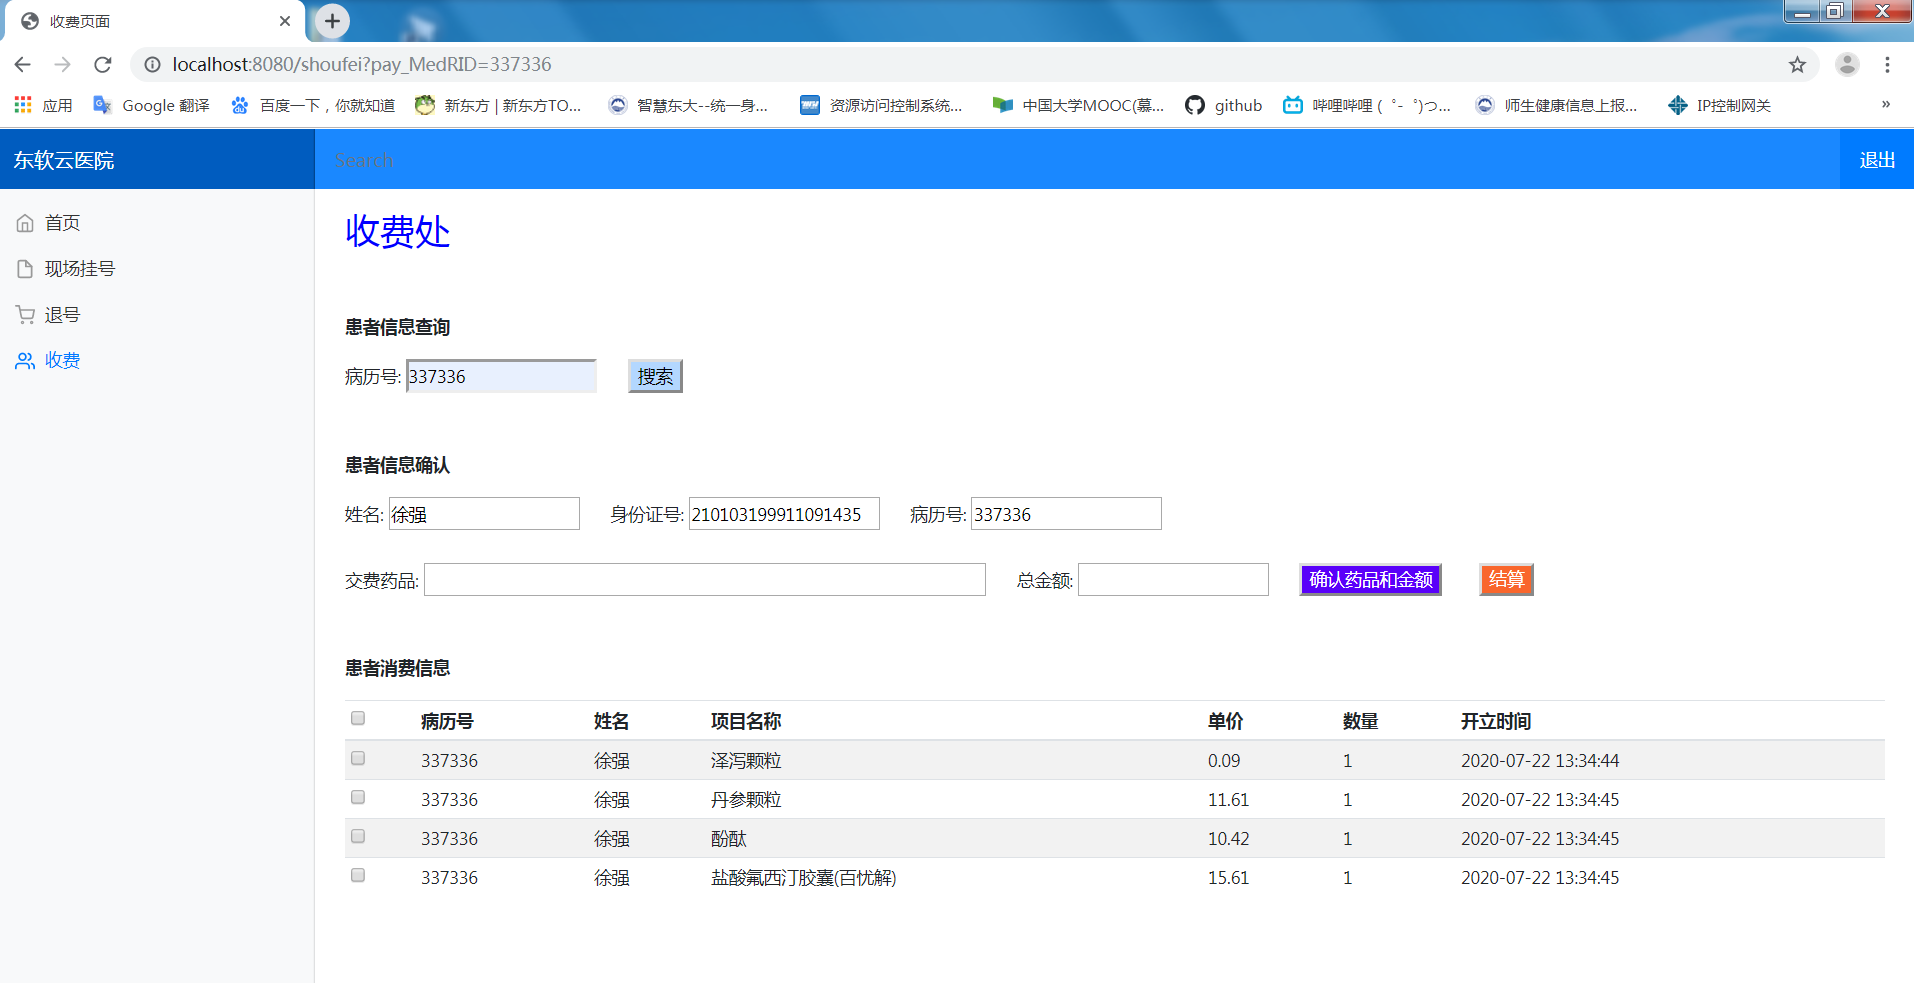 收费页面
localhost:8080/shoufei?pay_MedRID=337336
应用 Google 翻译 百度一下，你就知道 新东方 | 新东方TO... 智慧东大--统一身... 资源访问控制系统... 中国大学MOOC(慕... github 哔哩哔哩 ( ゜- ゜)つ... 师生健康信息上报... IP控制网关 »
东软云医院 Search 退出
首页
现场挂号
退号
收费
收费处
患者信息查询
病历号: 337336 搜索
患者信息确认
姓名: 徐强 身份证号: 210103199911091435 病历号: 337336
交费药品: 总金额: 确认药品和金额 结算
患者消费信息
病历号 姓名 项目名称 单价 数量 开立时间
337336 徐强 泽泻颗粒 0.09 1 2020-07-22 13:34:44
337336 徐强 丹参颗粒 11.61 1 2020-07-22 13:34:45
337336 徐强 酚酞 10.42 1 2020-07-22 13:34:45
337336 徐强 盐酸氟西汀胶囊(百忧解) 15.61 1 2020-07-22 13:34:45